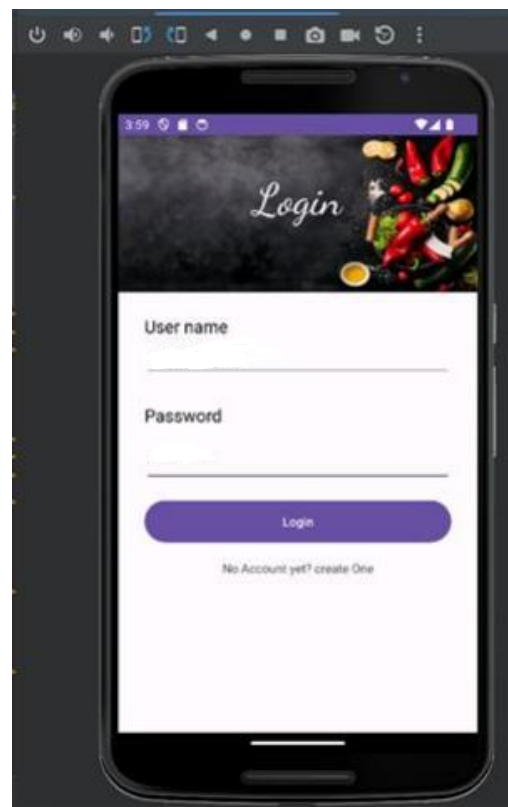 3:59
Login
User name
Password
Login
No Account yet? create One